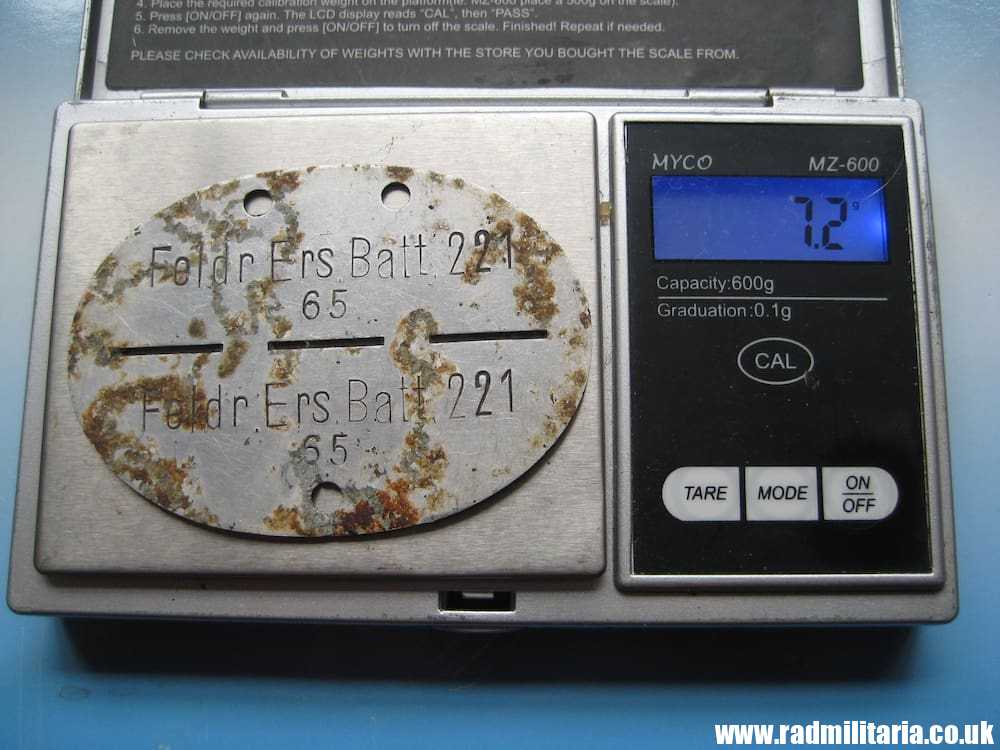 4. Place the required calibration weight on the platform(ie. MZ-600 place a 500g on the scale).
5. Press [ON/OFF] again. The LCD display reads "CAL", then "PASS".
6. Remove the weight and press [ON/OFF] to turn off the scale. Finished! Repeat if needed.
\
PLEASE CHECK AVAILABILITY OF WEIGHTS WITH THE STORE YOU BOUGHT THE SCALE FROM.
Feldr. Ers. Batt. 221
65
Feldr. Ers. Batt. 221
65
MYCO MZ-600
7.2 g
Capacity:600g
Graduation:0.1g
CAL
TARE MODE ON/OFF
www.radmilitaria.co.uk